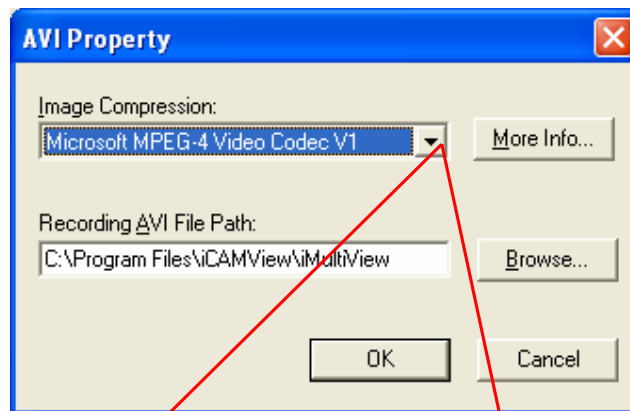 AVI Property
Image Compression:
Microsoft MPEG-4 Video Codec V1
More Info...
Recording AVI File Path:
C:\Program Files\iCAMView\iMultiView
Browse...
OK
Cancel